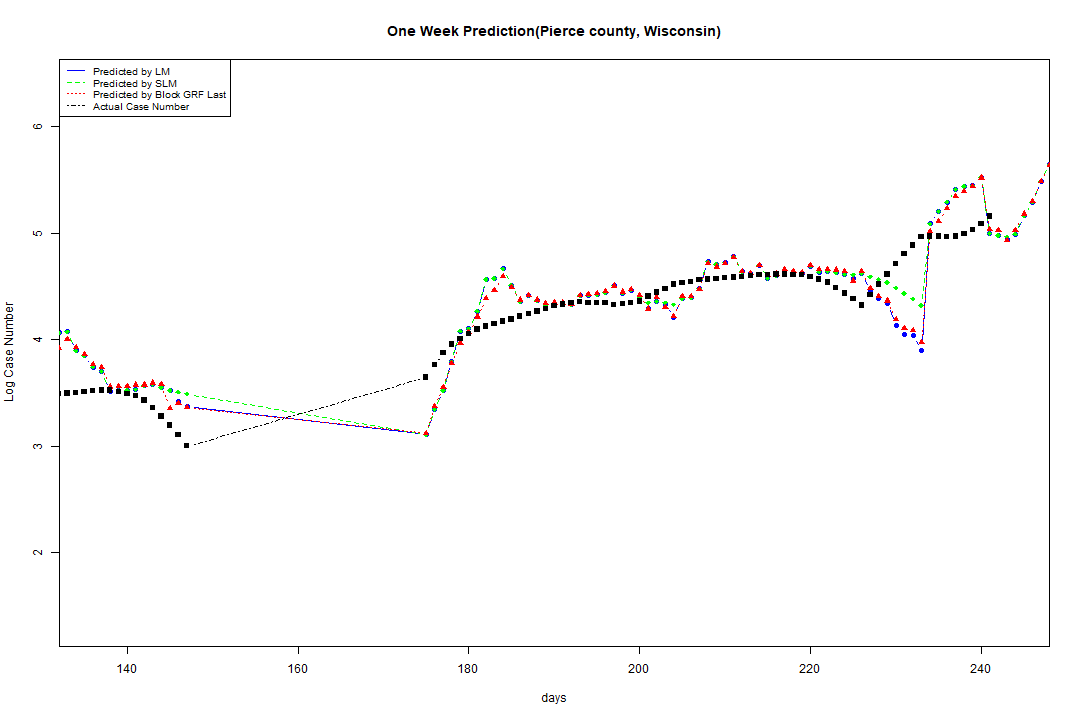 One Week Prediction(Pierce county, Wisconsin)
Predicted by LM
Predicted by SLM
Predicted by Block GRF Last
Actual Case Number
6
5
4
3
2
Log Case Number
140 160 180 200 220 240
days